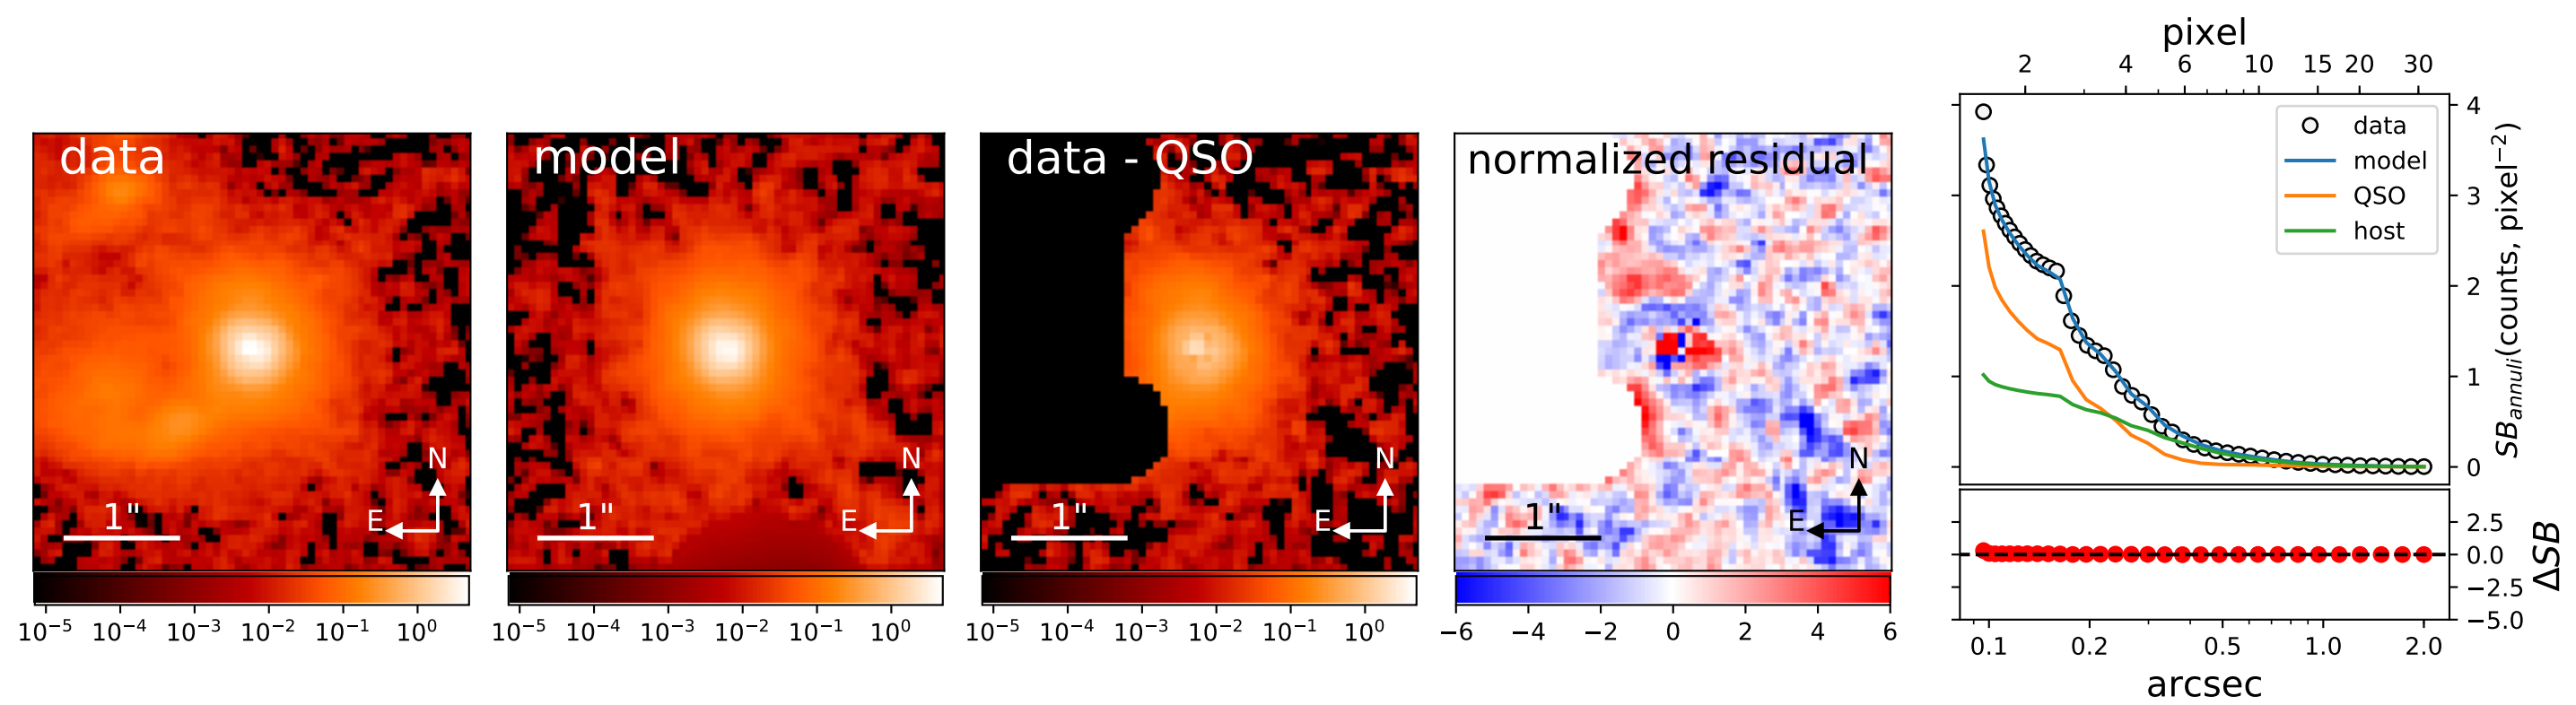 data
N
E
1"
10⁻⁵ 10⁻⁴ 10⁻³ 10⁻² 10⁻¹ 10⁰
model
N
E
1"
10⁻⁵ 10⁻⁴ 10⁻³ 10⁻² 10⁻¹ 10⁰
data - QSO
N
E
1"
10⁻⁵ 10⁻⁴ 10⁻³ 10⁻² 10⁻¹ 10⁰
normalized residual
N
E
1"
−6 −4 −2 0 2 4 6
pixel
2 4 6 10 15 20 30
data
model
QSO
host
4
3
2
1
0
SB_annuli(counts, pixel⁻²)
2.5
0.0
−2.5
−5.0
ΔSB
0.1 0.2 0.5 1.0 2.0
arcsec